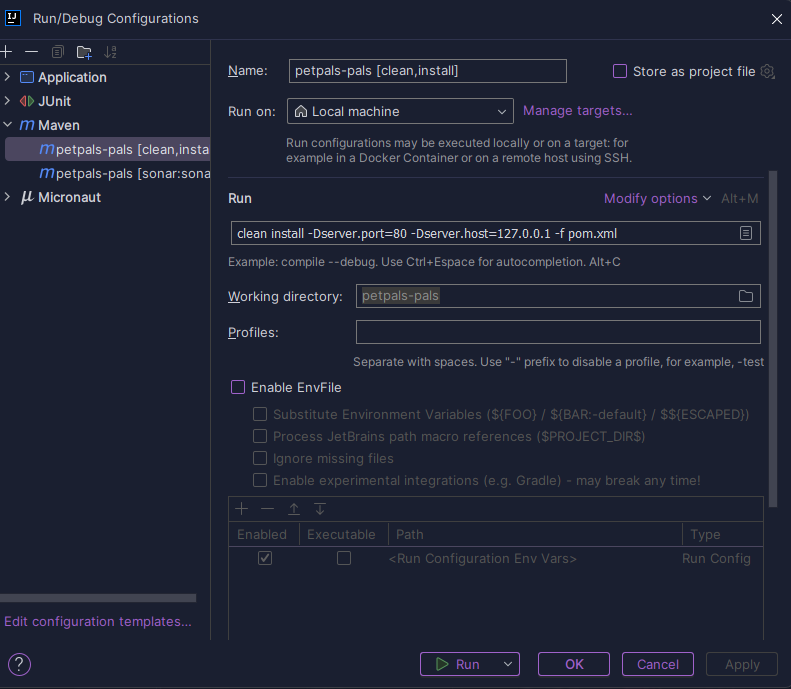 IJ Run/Debug Configurations
Application
JUnit
Maven
petpals-pals [clean,insta
petpals-pals [sonar:sona
Micronaut
Edit configuration templates...
Name: petpals-pals [clean,install] Store as project file
Run on: Local machine Manage targets...
Run configurations may be executed locally or on a target: for
example in a Docker Container or on a remote host using SSH.
Run Modify options Alt+M
clean install -Dserver.port=80 -Dserver.host=127.0.0.1 -f pom.xml
Example: compile --debug. Use Ctrl+Espace for autocompletion. Alt+C
Working directory: petpals-pals
Profiles:
Separate with spaces. Use "-" prefix to disable a profile, for example, -test
Enable EnvFile
Substitute Environment Variables (${FOO} / ${BAR:-default} / $${ESCAPED})
Process JetBrains path macro references ($PROJECT_DIR$)
Ignore missing files
Enable experimental integrations (e.g. Gradle) - may break any time!
Enabled Executable Path Type
<Run Configuration Env Vars> Run Config
? Run OK Cancel Apply